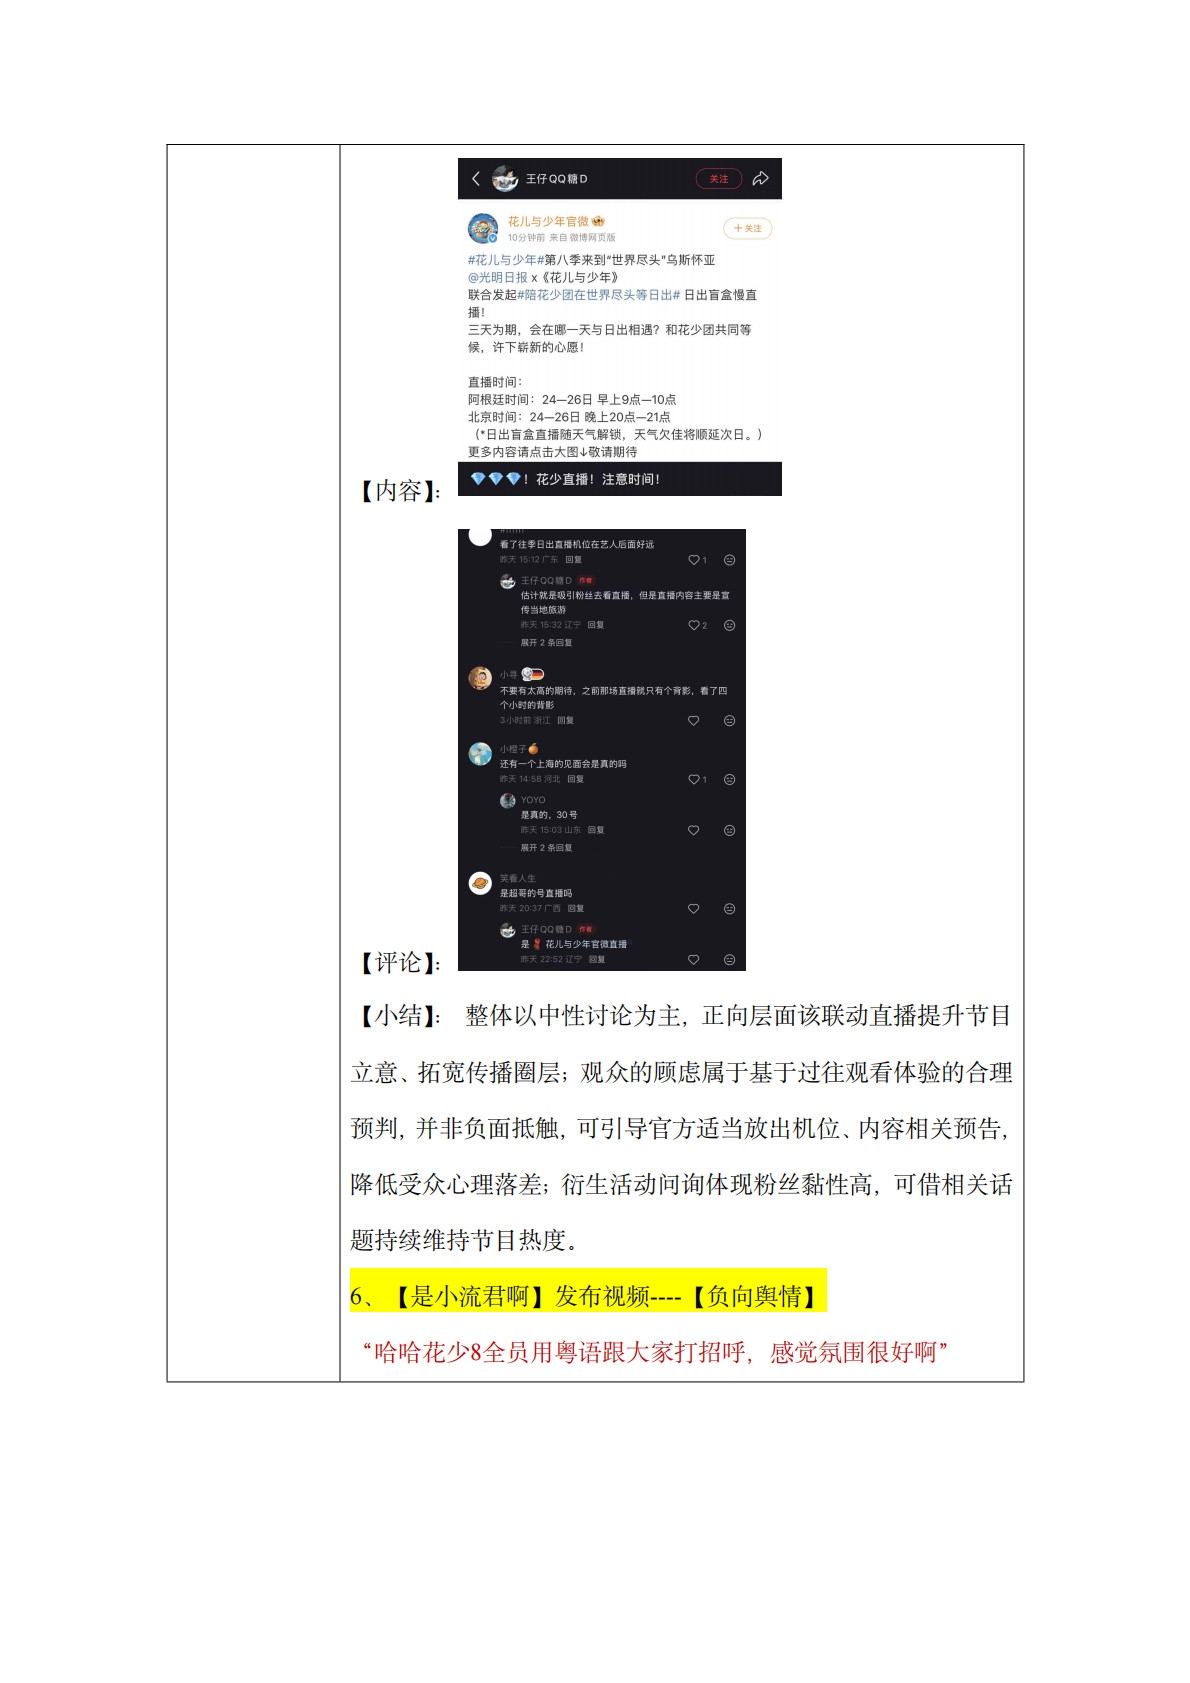 王仔QQ糖D
关注
花儿与少年官微
10分钟前 来自 微博网页版
+关注
#花儿与少年#第八季来到“世界尽头”乌斯怀亚
@光明日报 x《花儿与少年》
联合发起#陪花少团在世界尽头等日出# 日出盲盒慢直
播！
三天为期，会在哪一天与日出相遇？和花少团共同等
候，许下崭新的心愿！
直播时间：
阿根廷时间：24—26日 早上9点—10点
北京时间：24—26日 晚上20点—21点
（*日出盲盒直播随天气解锁，天气欠佳将顺延次日。）
更多内容请点击大图↓敬请期待
💎💎💎！花少直播！注意时间！
【内容】：
看了往季日出直播机位在艺人后面好远
昨天 15:12 广东 回复
1
王仔QQ糖D 作者
估计就是吸引粉丝去看直播，但是直播内容主要是宣
传当地旅游
昨天 15:32 辽宁 回复
2
展开 2 条回复
小寻
不要有太高的期待，之前那场直播就只有个背影，看了四
个小时的背影
3小时前 浙江 回复
小橙子🍊
还有一个上海的见面会是真的吗
昨天 14:58 河北 回复
1
YOYO
是真的，30号
昨天 15:03 山东 回复
展开 2 条回复
芙看人生
是超哥的号直播吗
昨天 20:37 广西 回复
王仔QQ糖D 作者
是 花儿与少年官微直播
昨天 22:52 辽宁 回复
【评论】：
【小结】： 整体以中性讨论为主，正向层面该联动直播提升节目
立意、拓宽传播圈层；观众的顾虑属于基于过往观看体验的合理
预判，并非负面抵触，可引导官方适当放出机位、内容相关预告，
降低受众心理落差；衍生活动问询体现粉丝黏性高，可借相关话
题持续维持节目热度。
6、【是小流君啊】发布视频----【负向舆情】
“哈哈花少8全员用粤语跟大家打招呼，感觉氛围很好啊”